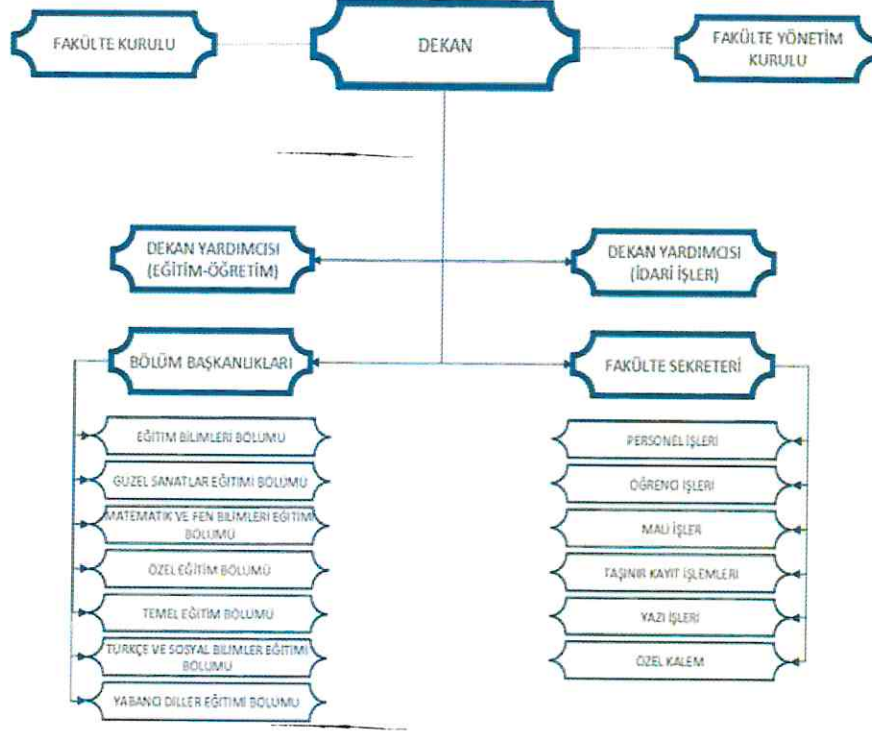 FAKÜLTE KURULU
DEKAN
FAKÜLTE YÖNETİM
KURULU
DEKAN YARDIMCISI
(EĞİTİM-ÖĞRETİM)
DEKAN YARDIMCISI
(İDARİ İŞLER)
BÖLÜM BAŞKANLIKLARI
FAKÜLTE SEKRETERİ
EĞİTİM BİLİMLERİ BÖLÜMÜ
GÜZEL SANATLAR EĞİTİMİ BÖLÜMÜ
MATEMATİK VE FEN BİLİMLERİ EĞİTİMİ
BÖLÜMÜ
ÖZEL EĞİTİM BÖLÜMÜ
TEMEL EĞİTİM BÖLÜMÜ
TÜRKÇE VE SOSYAL BİLİMLER EĞİTİMİ
BÖLÜMÜ
YABANCI DİLLER EĞİTİMİ BÖLÜMÜ
PERSONEL İŞLERİ
ÖĞRENCİ İŞLERİ
MALİ İŞLER
TAŞINIR KAYIT İŞLEMLERİ
YAZI İŞLERİ
ÖZEL KALEM